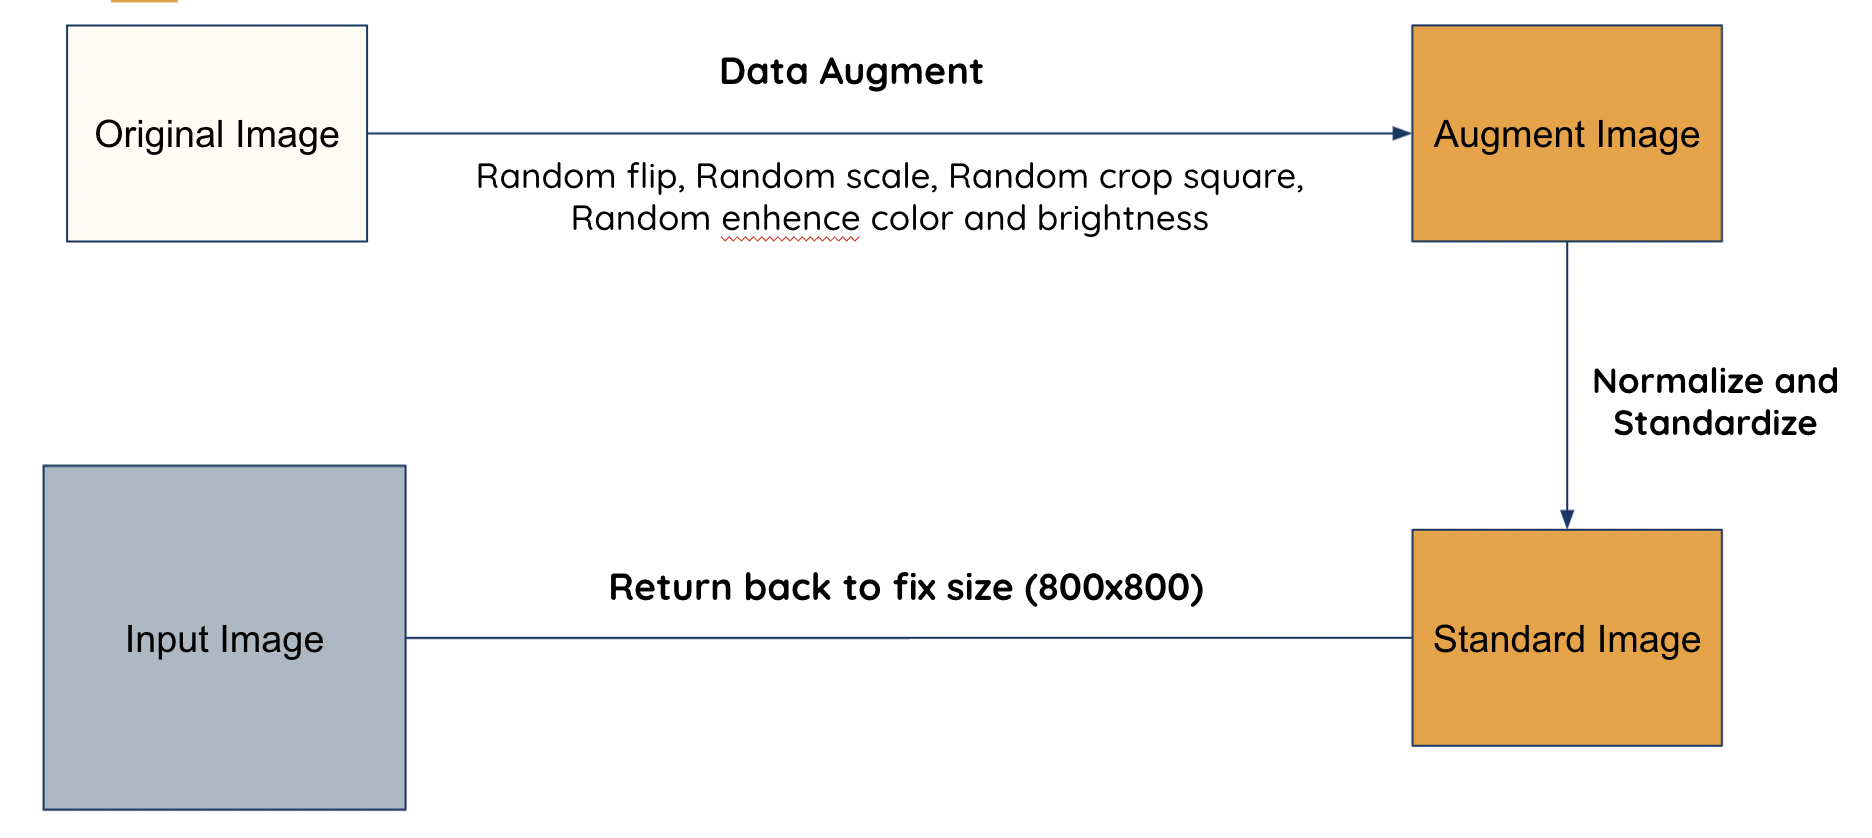 Original Image
Data Augment
Random flip, Random scale, Random crop square,
Random enhence color and brightness
Augment Image
Normalize and
Standardize
Input Image
Return back to fix size (800x800)
Standard Image